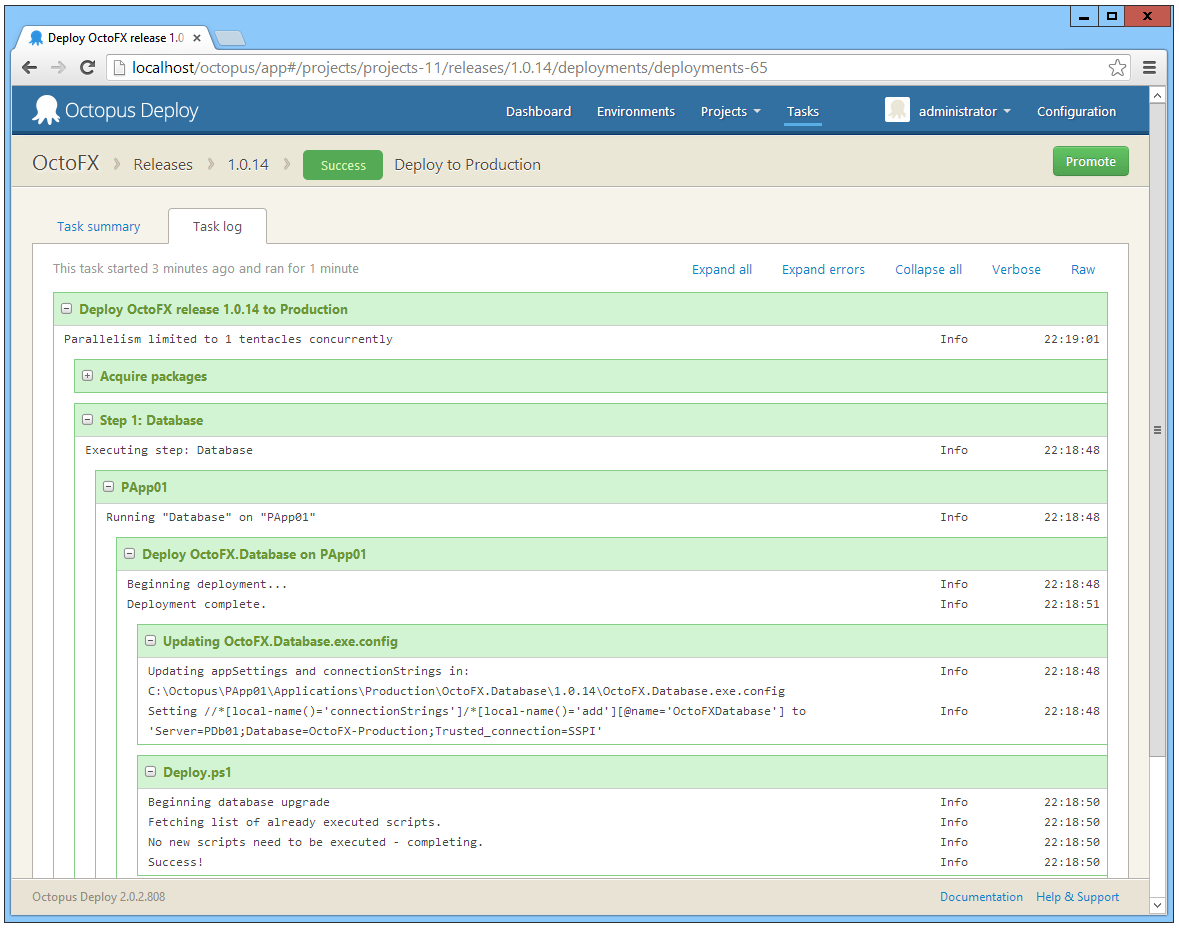 Deploy OctoFX release 1.0
localhost/octopus/app#/projects/projects-11/releases/1.0.14/deployments/deployments-65
Octopus Deploy Dashboard Environments Projects Tasks administrator Configuration
OctoFX Releases 1.0.14 Success Deploy to Production Promote
Task summary Task log
This task started 3 minutes ago and ran for 1 minute Expand all Expand errors Collapse all Verbose Raw
Deploy OctoFX release 1.0.14 to Production
Parallelism limited to 1 tentacles concurrently Info 22:19:01
Acquire packages
Step 1: Database
Executing step: Database Info 22:18:48
PApp01
Running "Database" on "PApp01" Info 22:18:48
Deploy OctoFX.Database on PApp01
Beginning deployment... Info 22:18:48
Deployment complete. Info 22:18:51
Updating OctoFX.Database.exe.config
Updating appSettings and connectionStrings in: Info 22:18:48
C:\Octopus\PApp01\Applications\Production\OctoFX.Database\1.0.14\OctoFX.Database.exe.config
Setting //*[local-name()='connectionStrings']/*[local-name()='add'][@name='OctoFXDatabase'] to Info 22:18:48
'Server=PDb01;Database=OctoFX-Production;Trusted_connection=SSPI'
Deploy.ps1
Beginning database upgrade Info 22:18:50
Fetching list of already executed scripts. Info 22:18:50
No new scripts need to be executed - completing. Info 22:18:50
Success! Info 22:18:50
Octopus Deploy 2.0.2.808 Documentation Help & Support